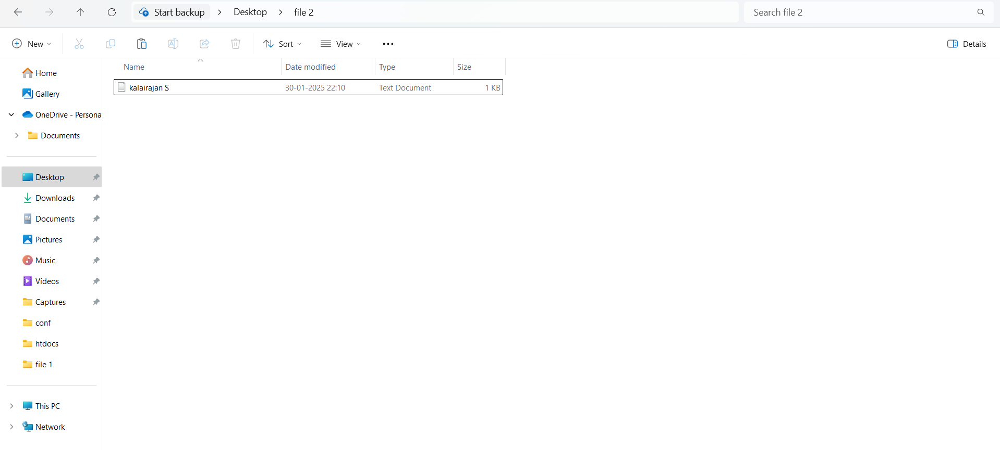 Start backup > Desktop > file 2
Search file 2
New
Sort
View
Details
Name Date modified Type Size
kalairajan S 30-01-2025 22:10 Text Document 1 KB
Home
Gallery
OneDrive - Persona
Documents
Desktop
Downloads
Documents
Pictures
Music
Videos
Captures
conf
htdocs
file 1
This PC
Network